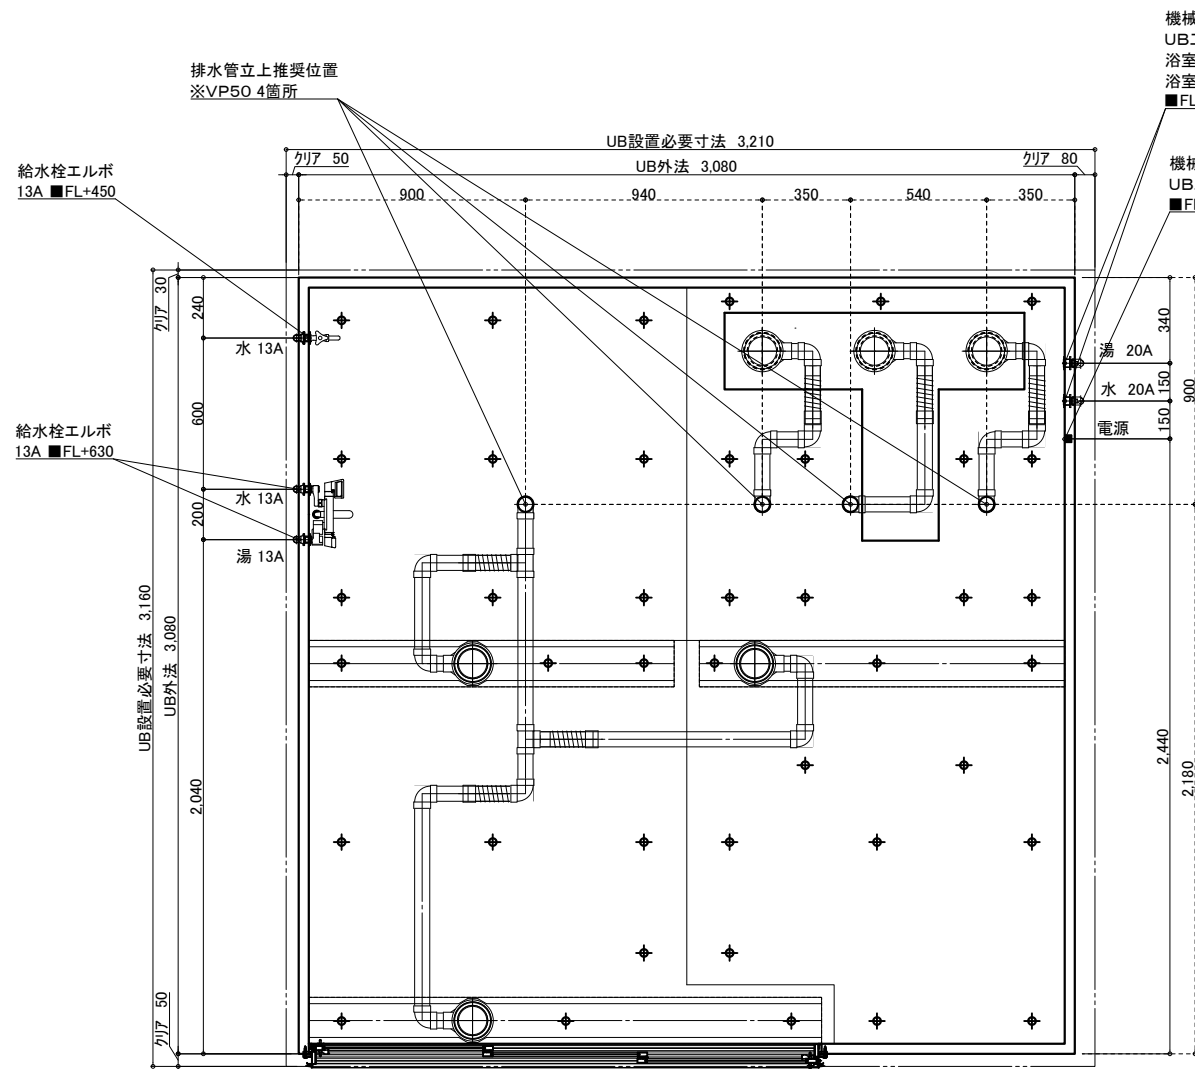 機械
UBエ
浴室
浴室
■FL
排水管立上推奨位置
※VP50 4箇所
UB設置必要寸法 3,210
クリア 50
UB外法 3,080
クリア 80
給水栓エルボ
13A ■FL+450
機械
UB
■FL
900
940
350
540
350
クリア 30
240
340
水 13A
湯 20A
150
水 20A
900
600
150
電源
給水栓エルボ
13A ■FL+630
水 13A
200
湯 13A
UB設置必要寸法 3,160
UB外法 3,080
2,040
2,440
2,180
クリア 50